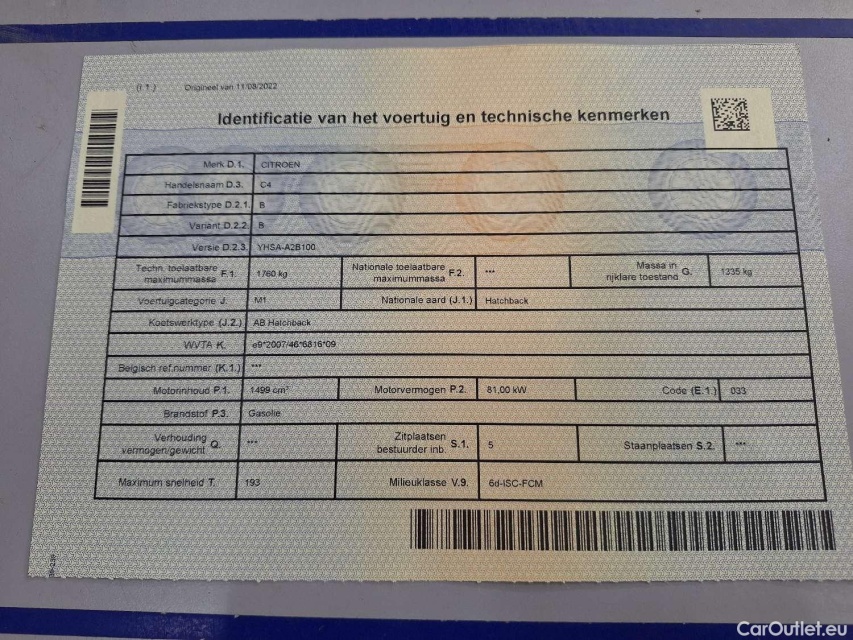 (I.1.) Origineel van 11/08/2022
Identificatie van het voertuig en technische kenmerken
Merk D.1. CITROEN
Handelsnaam D.3. C4
Fabriekstype D.2.1. B
Variant D.2.2. B
Versie D.2.3. YHSA-A2B100
Techn. toelaatbare maximummassa F.1. 1760 kg Nationale toelaatbare maximummassa F.2. *** Massa in rijklare toestand G. 1335 kg
Voertuigcategorie J. M1 Nationale aard (J.1.) Hatchback
Koetswerktype (J.2.) AB Hatchback
WVTA K. e9*2007/46*6816*09
Belgisch ref.nummer (K.1.) ***
Motorinhoud P.1. 1499 cm³ Motorvermogen P.2. 81,00 kW Code (E.1.) 033
Brandstof P.3. Gasolie
Verhouding vermogen/gewicht Q. *** Zitplaatsen bestuurder inb. S.1. 5 Staanplaatsen S.2. ***
Maximum snelheid T. 193 Milieuklasse V.9. 6d-ISC-FCM
CarOutlet.eu